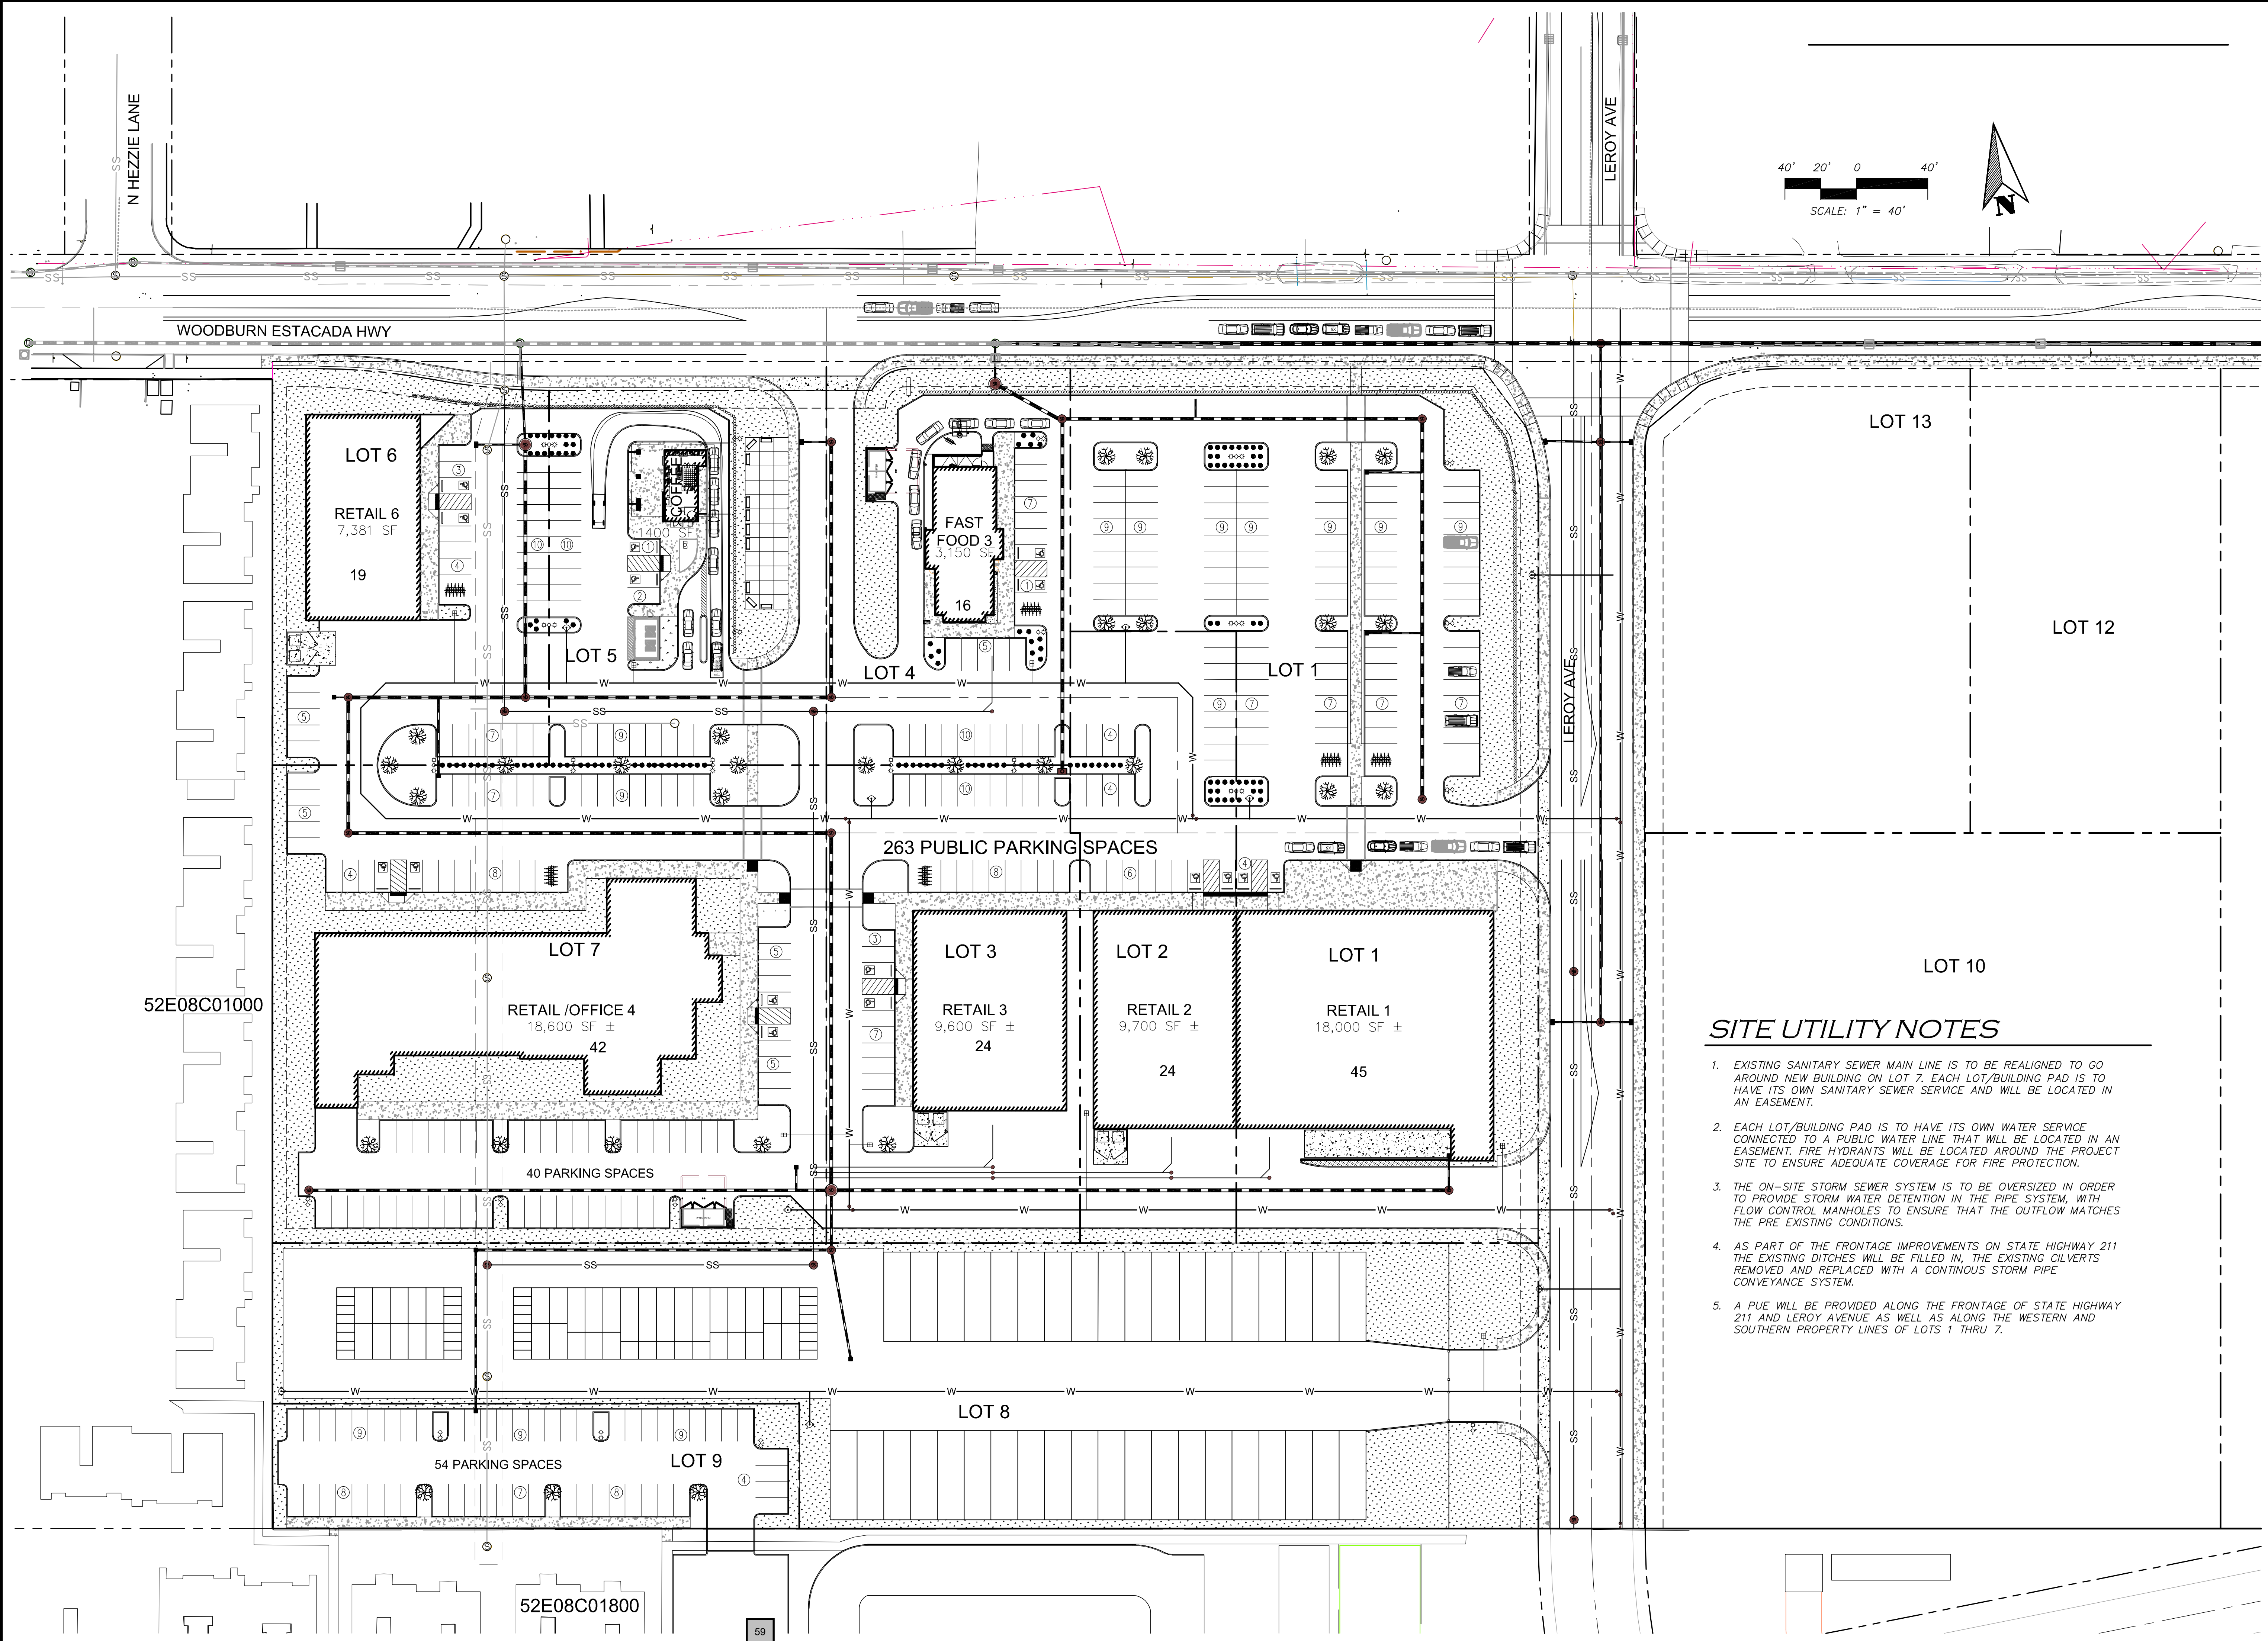 N HEZZIE LANE
LEROY AVE
40' 20' 0 40'
SCALE: 1" = 40'
N
WOODBURN ESTACADA HWY
LOT 13
LOT 12
LOT 10
LOT 6
RETAIL 6
7,381 SF
19
COFFEE
400 SF
LOT 5
FAST
FOOD 3
3,150 SF
16
LOT 4
LOT 1
LEROY AVE
263 PUBLIC PARKING SPACES
LOT 7
RETAIL /OFFICE 4
18,600 SF ±
42
LOT 3
RETAIL 3
9,600 SF ±
24
LOT 2
RETAIL 2
9,700 SF ±
24
LOT 1
RETAIL 1
18,000 SF ±
45
52E08C01000
40 PARKING SPACES
LOT 8
54 PARKING SPACES
LOT 9
52E08C01800
59
SITE UTILITY NOTES
1. EXISTING SANITARY SEWER MAIN LINE IS TO BE REALIGNED TO GO
AROUND NEW BUILDING ON LOT 7. EACH LOT/BUILDING PAD IS TO
HAVE ITS OWN SANITARY SEWER SERVICE AND WILL BE LOCATED IN
AN EASEMENT.
2. EACH LOT/BUILDING PAD IS TO HAVE ITS OWN WATER SERVICE
CONNECTED TO A PUBLIC WATER LINE THAT WILL BE LOCATED IN AN
EASEMENT. FIRE HYDRANTS WILL BE LOCATED AROUND THE PROJECT
SITE TO ENSURE ADEQUATE COVERAGE FOR FIRE PROTECTION.
3. THE ON-SITE STORM SEWER SYSTEM IS TO BE OVERSIZED IN ORDER
TO PROVIDE STORM WATER DETENTION IN THE PIPE SYSTEM, WITH
FLOW CONTROL MANHOLES TO ENSURE THAT THE OUTFLOW MATCHES
THE PRE EXISTING CONDITIONS.
4. AS PART OF THE FRONTAGE IMPROVEMENTS ON STATE HIGHWAY 211
THE EXISTING DITCHES WILL BE FILLED IN, THE EXISTING CILVERTS
REMOVED AND REPLACED WITH A CONTINOUS STORM PIPE
CONVEYANCE SYSTEM.
5. A PUE WILL BE PROVIDED ALONG THE FRONTAGE OF STATE HIGHWAY
211 AND LEROY AVENUE AS WELL AS ALONG THE WESTERN AND
SOUTHERN PROPERTY LINES OF LOTS 1 THRU 7.